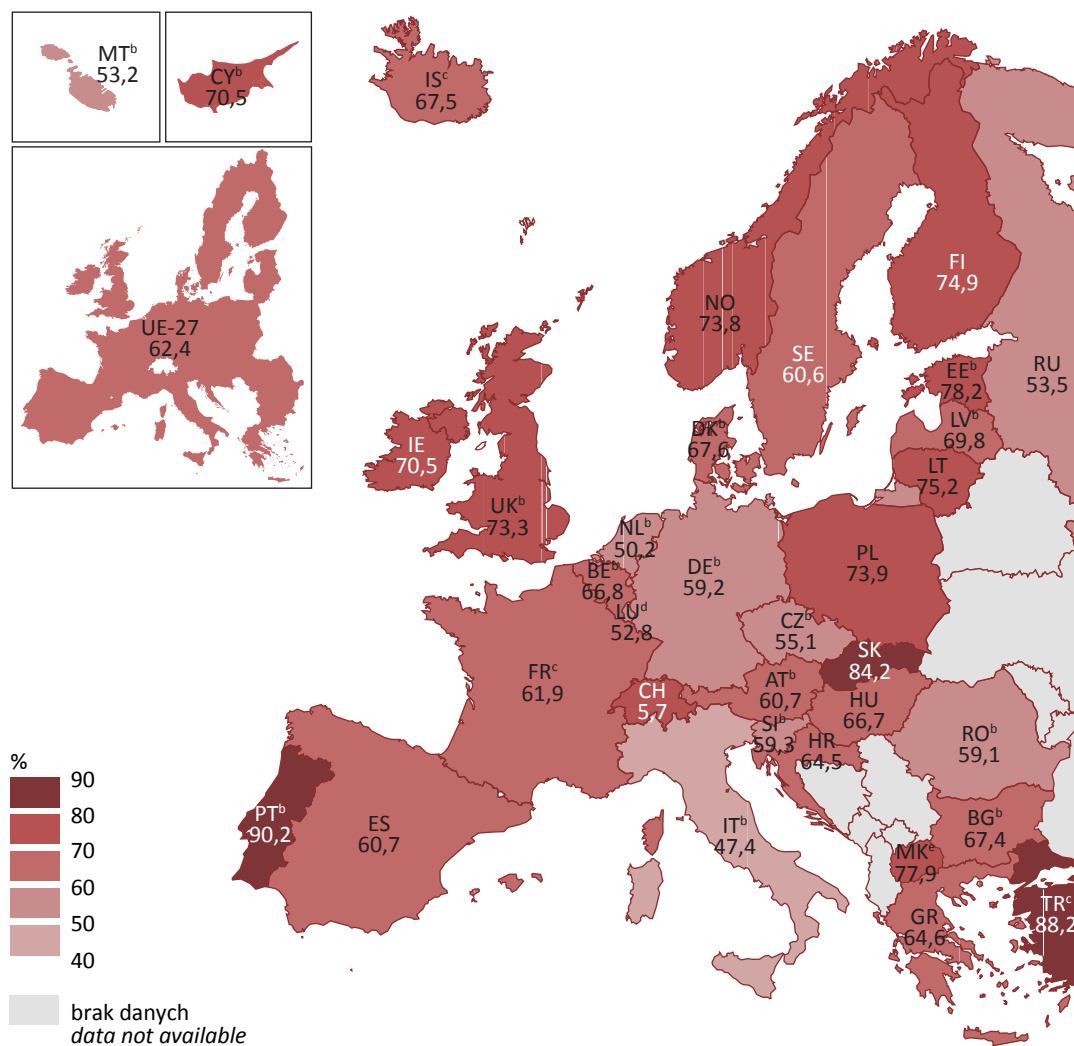 MTᵇ
53,2
CYᵇ
70,5
ISᶜ
67,5
UE-27
62,4
FI
74,9
NO
73,8
SE
60,6
RU
53,5
EEᵇ
78,2
LVᵇ
69,8
LT
75,2
DKᵇ
67,6
IE
70,5
UKᵇ
73,3
NLᵇ
50,2
BEᵇ
66,8
LUᵈ
52,8
DEᵇ
59,2
PL
73,9
CZᵇ
55,1
SK
84,2
FRᶜ
61,9
CH
5,7
ATᵇ
60,7
HU
66,7
SIᵇ
59,3
HR
64,5
ROᵇ
59,1
PTᵇ
90,2
ES
60,7
ITᵇ
47,4
BGᵇ
67,4
MKᵉ
77,9
GR
64,6
TRᶜ
88,2
%
90
80
70
60
50
40
brak danych
data not available